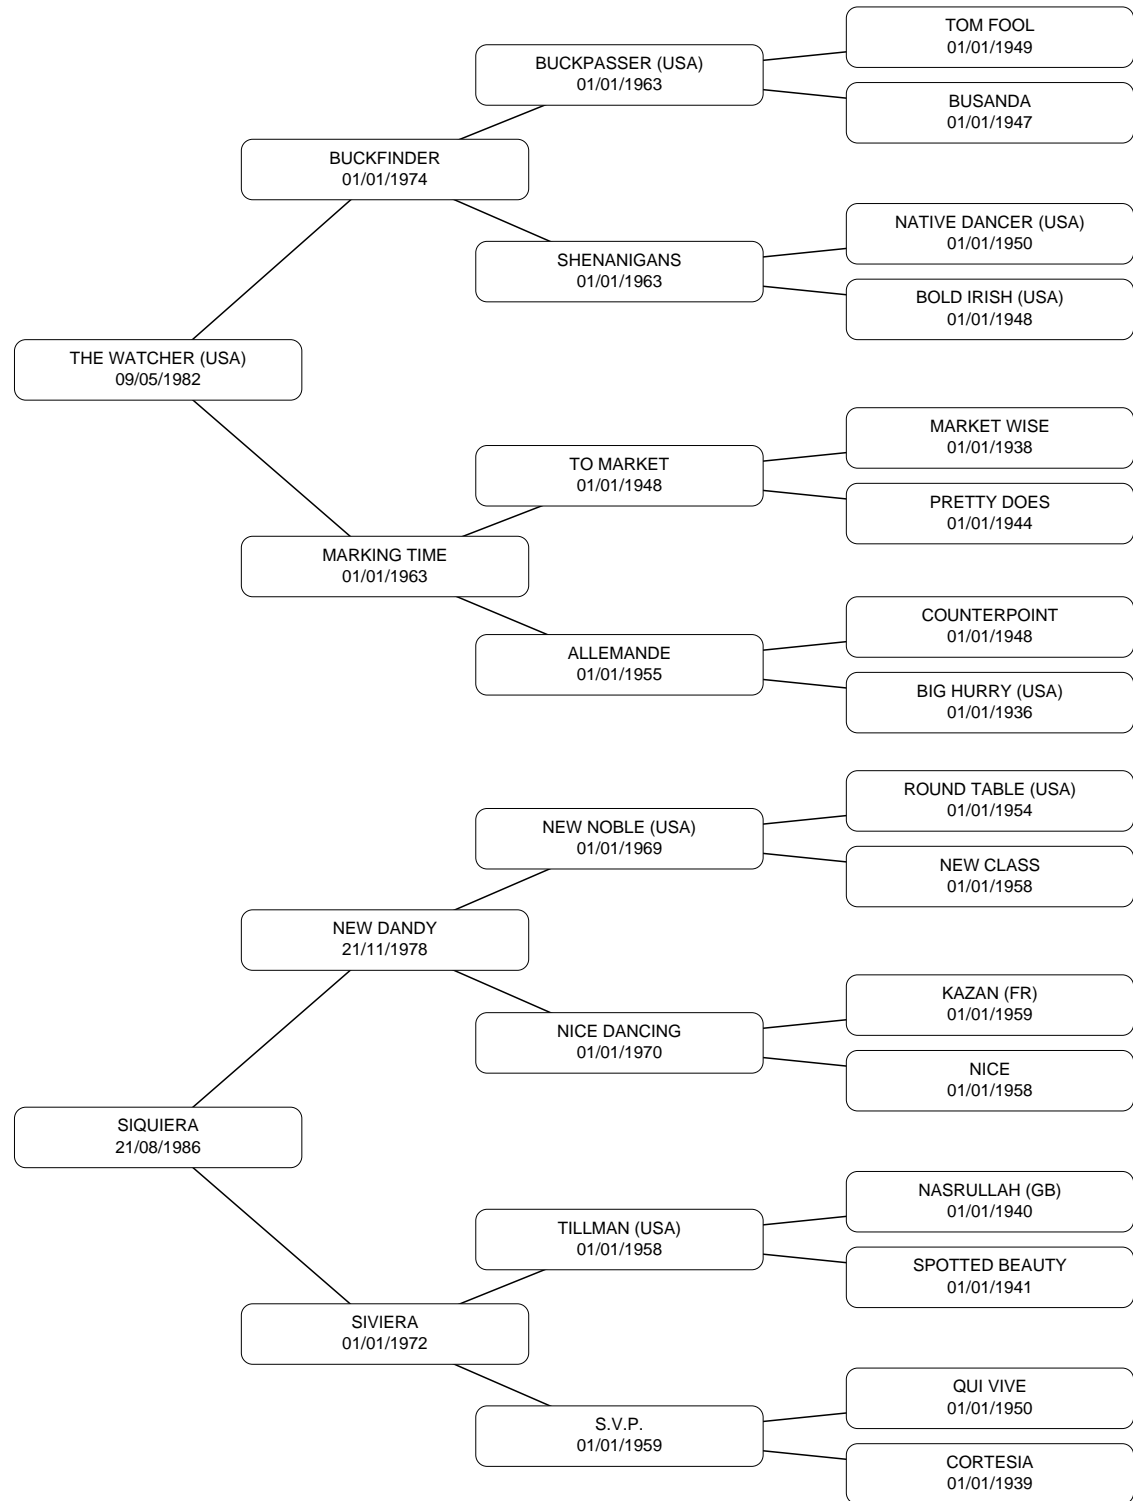 TOM FOOL
01/01/1949
BUCKPASSER (USA)
01/01/1963
BUSANDA
01/01/1947
BUCKFINDER
01/01/1974
NATIVE DANCER (USA)
01/01/1950
SHENANIGANS
01/01/1963
BOLD IRISH (USA)
01/01/1948
THE WATCHER (USA)
09/05/1982
MARKET WISE
01/01/1938
TO MARKET
01/01/1948
PRETTY DOES
01/01/1944
MARKING TIME
01/01/1963
COUNTERPOINT
01/01/1948
ALLEMANDE
01/01/1955
BIG HURRY (USA)
01/01/1936
ROUND TABLE (USA)
01/01/1954
NEW NOBLE (USA)
01/01/1969
NEW CLASS
01/01/1958
NEW DANDY
21/11/1978
KAZAN (FR)
01/01/1959
NICE DANCING
01/01/1970
NICE
01/01/1958
SIQUIERA
21/08/1986
NASRULLAH (GB)
01/01/1940
TILLMAN (USA)
01/01/1958
SPOTTED BEAUTY
01/01/1941
SIVIERA
01/01/1972
QUI VIVE
01/01/1950
S.V.P.
01/01/1959
CORTESIA
01/01/1939